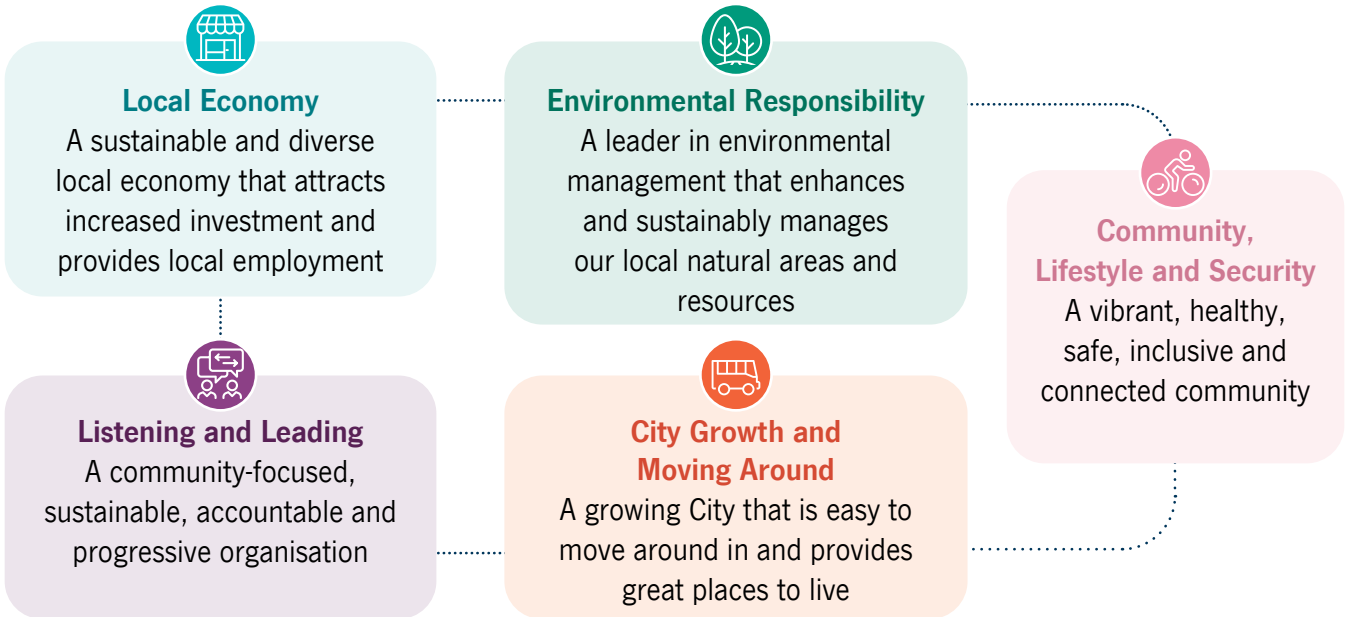 Local Economy
A sustainable and diverse
local economy that attracts
increased investment and
provides local employment
Environmental Responsibility
A leader in environmental
management that enhances
and sustainably manages
our local natural areas and
resources
Community,
Lifestyle and Security
A vibrant, healthy,
safe, inclusive and
connected community
Listening and Leading
A community-focused,
sustainable, accountable and
progressive organisation
City Growth and
Moving Around
A growing City that is easy to
move around in and provides
great places to live